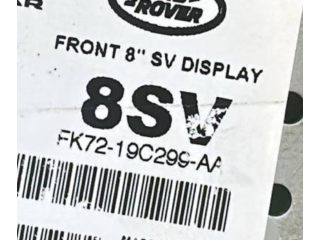 ROVER
FRONT 8" SV DISPLAY
8SV
FK72-19C299-AA